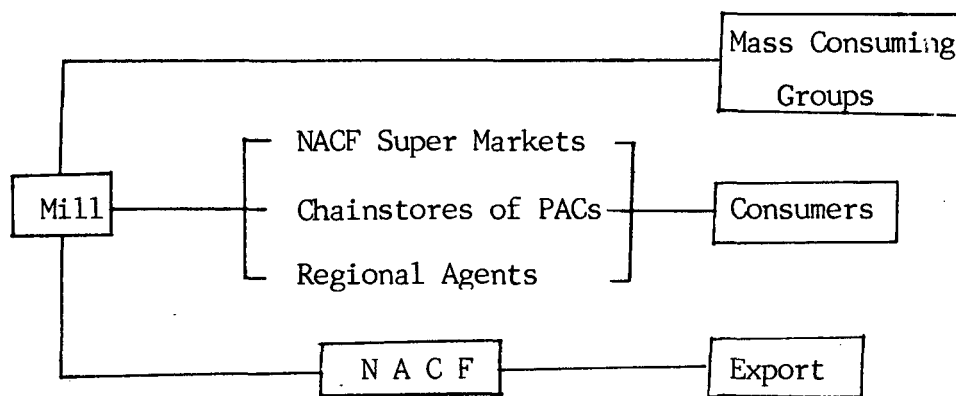 Mass Consuming
Groups
NACF Super Markets
Mill
Chainstores of PACs
Consumers
Regional Agents
N A C F
Export